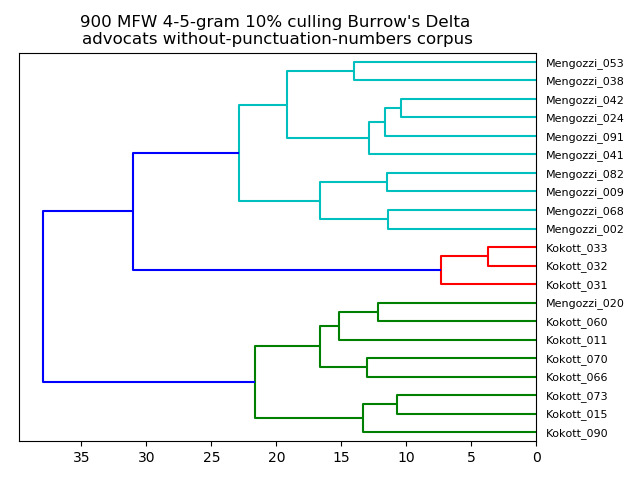 900 MFW 4-5-gram 10% culling Burrow's Delta
advocats without-punctuation-numbers corpus
Mengozzi_053
Mengozzi_038
Mengozzi_042
Mengozzi_024
Mengozzi_091
Mengozzi_041
Mengozzi_082
Mengozzi_009
Mengozzi_068
Mengozzi_002
Kokott_033
Kokott_032
Kokott_031
Mengozzi_020
Kokott_060
Kokott_011
Kokott_070
Kokott_066
Kokott_073
Kokott_015
Kokott_090
35 30 25 20 15 10 5 0